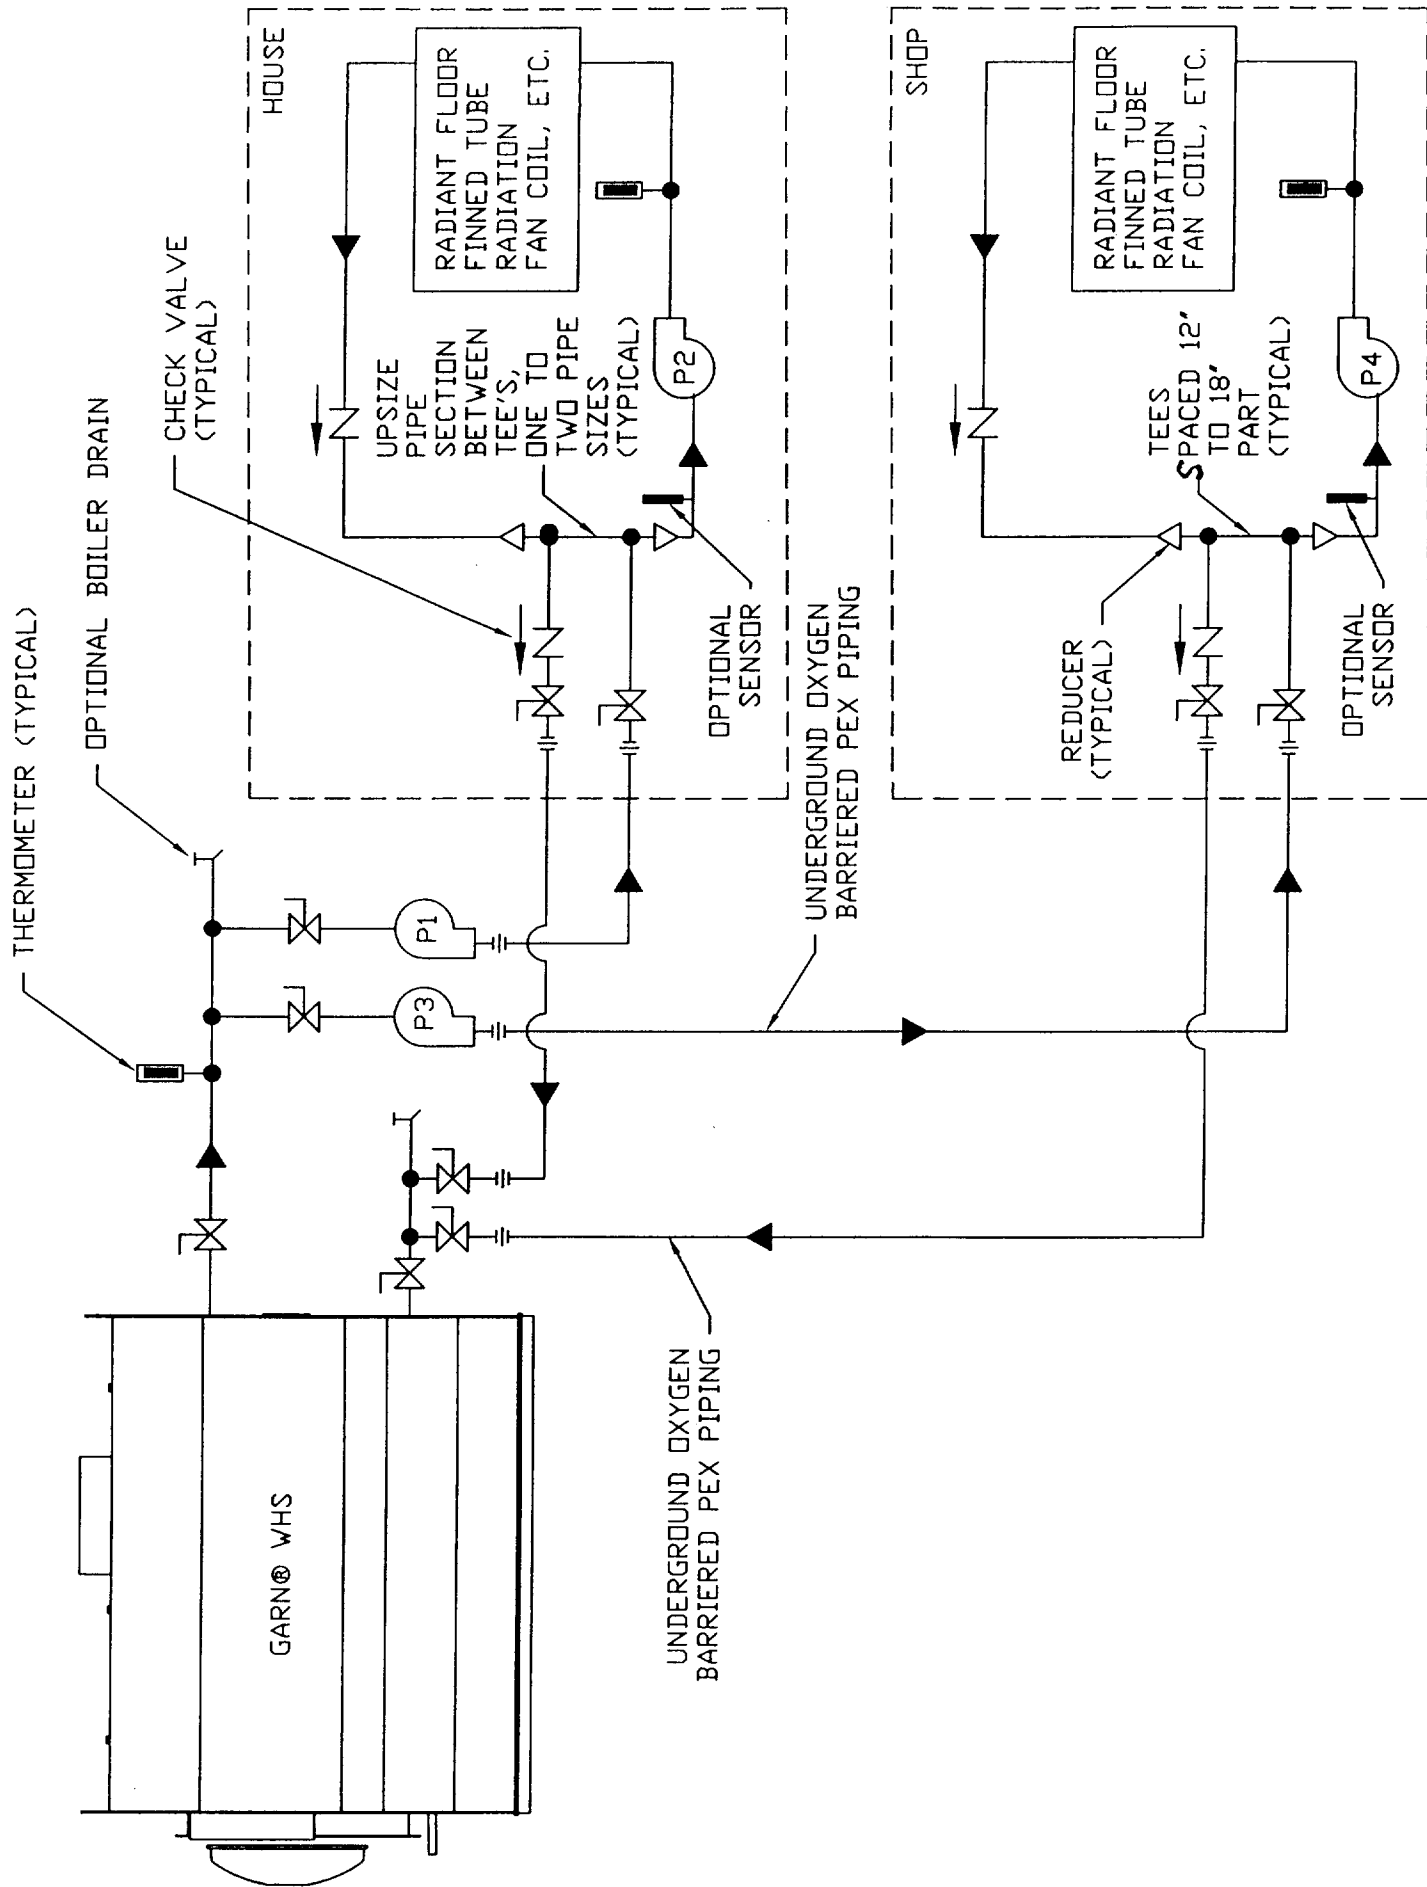 THERMOMETER (TYPICAL)
OPTIONAL BOILER DRAIN
CHECK VALVE
(TYPICAL)
HOUSE
RADIANT FLOOR
FINNED TUBE
RADIATION
FAN COIL, ETC.
UPSIZE
PIPE
SECTION
BETWEEN
TEE'S,
ONE TO
TWO PIPE
SIZES
(TYPICAL)
P2
OPTIONAL
SENSOR
P1
P3
GARN® WHS
UNDERGROUND OXYGEN
BARRIERED PEX PIPING
UNDERGROUND OXYGEN
BARRIERED PEX PIPING
SHOP
RADIANT FLOOR
FINNED TUBE
RADIATION
FAN COIL, ETC.
TEES
SPACED 12"
TO 18"
PART
(TYPICAL)
P4
REDUCER
(TYPICAL)
OPTIONAL
SENSOR